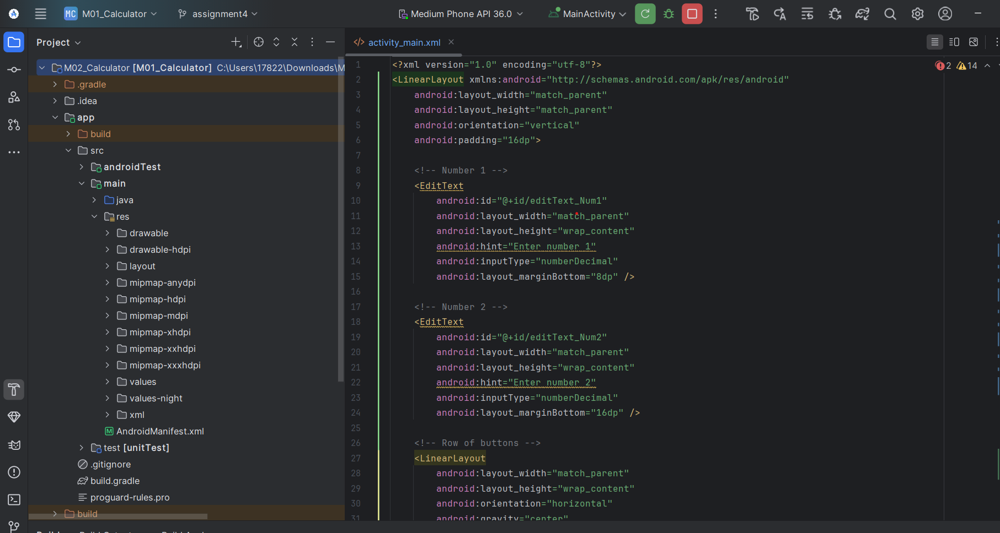 MC M01_Calculator assignment4 Medium Phone API 36.0 MainActivity
Project
activity_main.xml
M02_Calculator [M01_Calculator] C:\Users\17822\Downloads\M
.gradle
.idea
app
build
src
androidTest
main
java
res
drawable
drawable-hdpi
layout
mipmap-anydpi
mipmap-hdpi
mipmap-mdpi
mipmap-xhdpi
mipmap-xxhdpi
mipmap-xxxhdpi
values
values-night
xml
AndroidManifest.xml
test [unitTest]
.gitignore
build.gradle
proguard-rules.pro
build
2 14
1 <?xml version="1.0" encoding="utf-8"?>
2 <LinearLayout xmlns:android="http://schemas.android.com/apk/res/android"
3 android:layout_width="match_parent"
4 android:layout_height="match_parent"
5 android:orientation="vertical"
6 android:padding="16dp">
7
8 <!-- Number 1 -->
9 <EditText
10 android:id="@+id/editText_Num1"
11 android:layout_width="match_parent"
12 android:layout_height="wrap_content"
13 android:hint="Enter number 1"
14 android:inputType="numberDecimal"
15 android:layout_marginBottom="8dp" />
16
17 <!-- Number 2 -->
18 <EditText
19 android:id="@+id/editText_Num2"
20 android:layout_width="match_parent"
21 android:layout_height="wrap_content"
22 android:hint="Enter number 2"
23 android:inputType="numberDecimal"
24 android:layout_marginBottom="16dp" />
25
26 <!-- Row of buttons -->
27 <LinearLayout
28 android:layout_width="match_parent"
29 android:layout_height="wrap_content"
30 android:orientation="horizontal"
31 android:gravity="center"